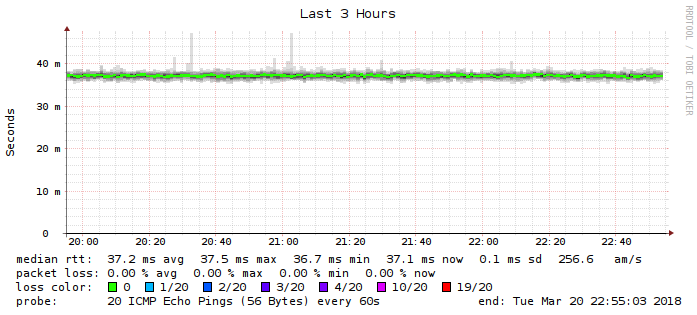 Last 3 Hours
RRDTOOL / TOBI OETIKER
Seconds
40 m
30 m
20 m
10 m
0
20:00 20:20 20:40 21:00 21:20 21:40 22:00 22:20 22:40
median rtt: 37.2 ms avg 37.5 ms max 36.7 ms min 37.1 ms now 0.1 ms sd 256.6 am/s
packet loss: 0.00 % avg 0.00 % max 0.00 % min 0.00 % now
loss color: 0 1/20 2/20 3/20 4/20 10/20 19/20
probe: 20 ICMP Echo Pings (56 Bytes) every 60s end: Tue Mar 20 22:55:03 2018